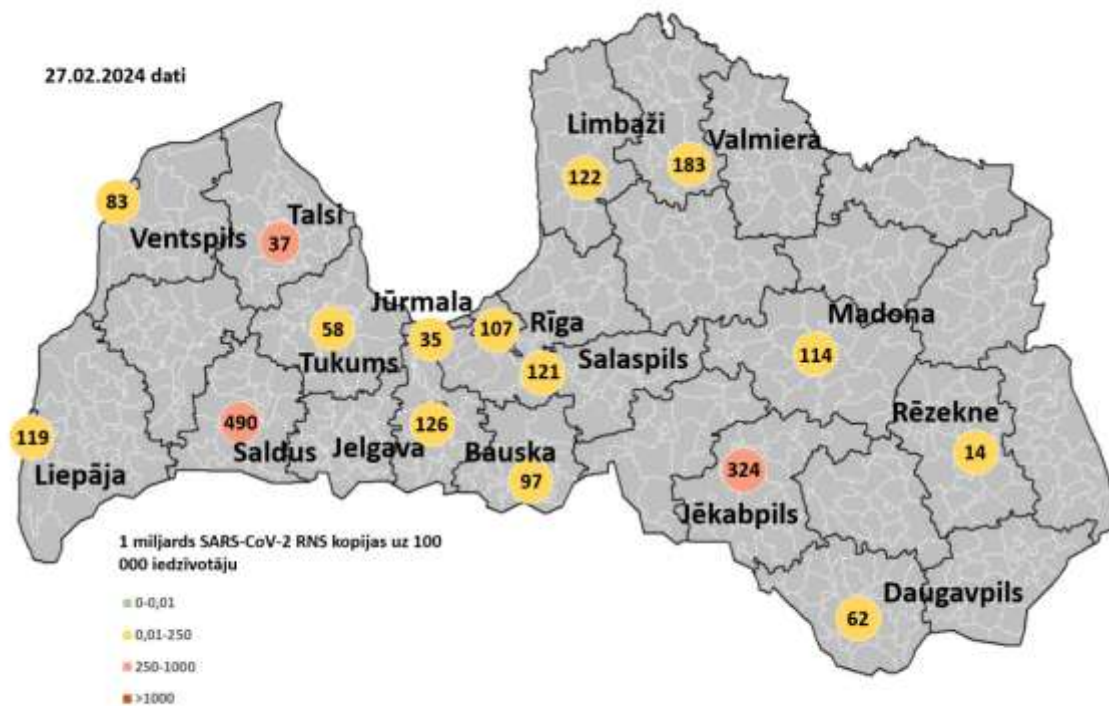 27.02.2024 dati
Limbaži
Valmiera
183
122
83
Talsi
37
Ventspils
Jūrmala
107
Rīga
58
35
Madona
Tukums
121
Salaspils
114
490
126
Rēzekne
119
Saldus
Jelgava
Bauska
14
Liepāja
97
324
Jēkabpils
1 miljards SARS-CoV-2 RNS kopijas uz 100
000 iedzīvotāju
Daugavpils
62
0-0,01
0,01-250
250-1000
>1000